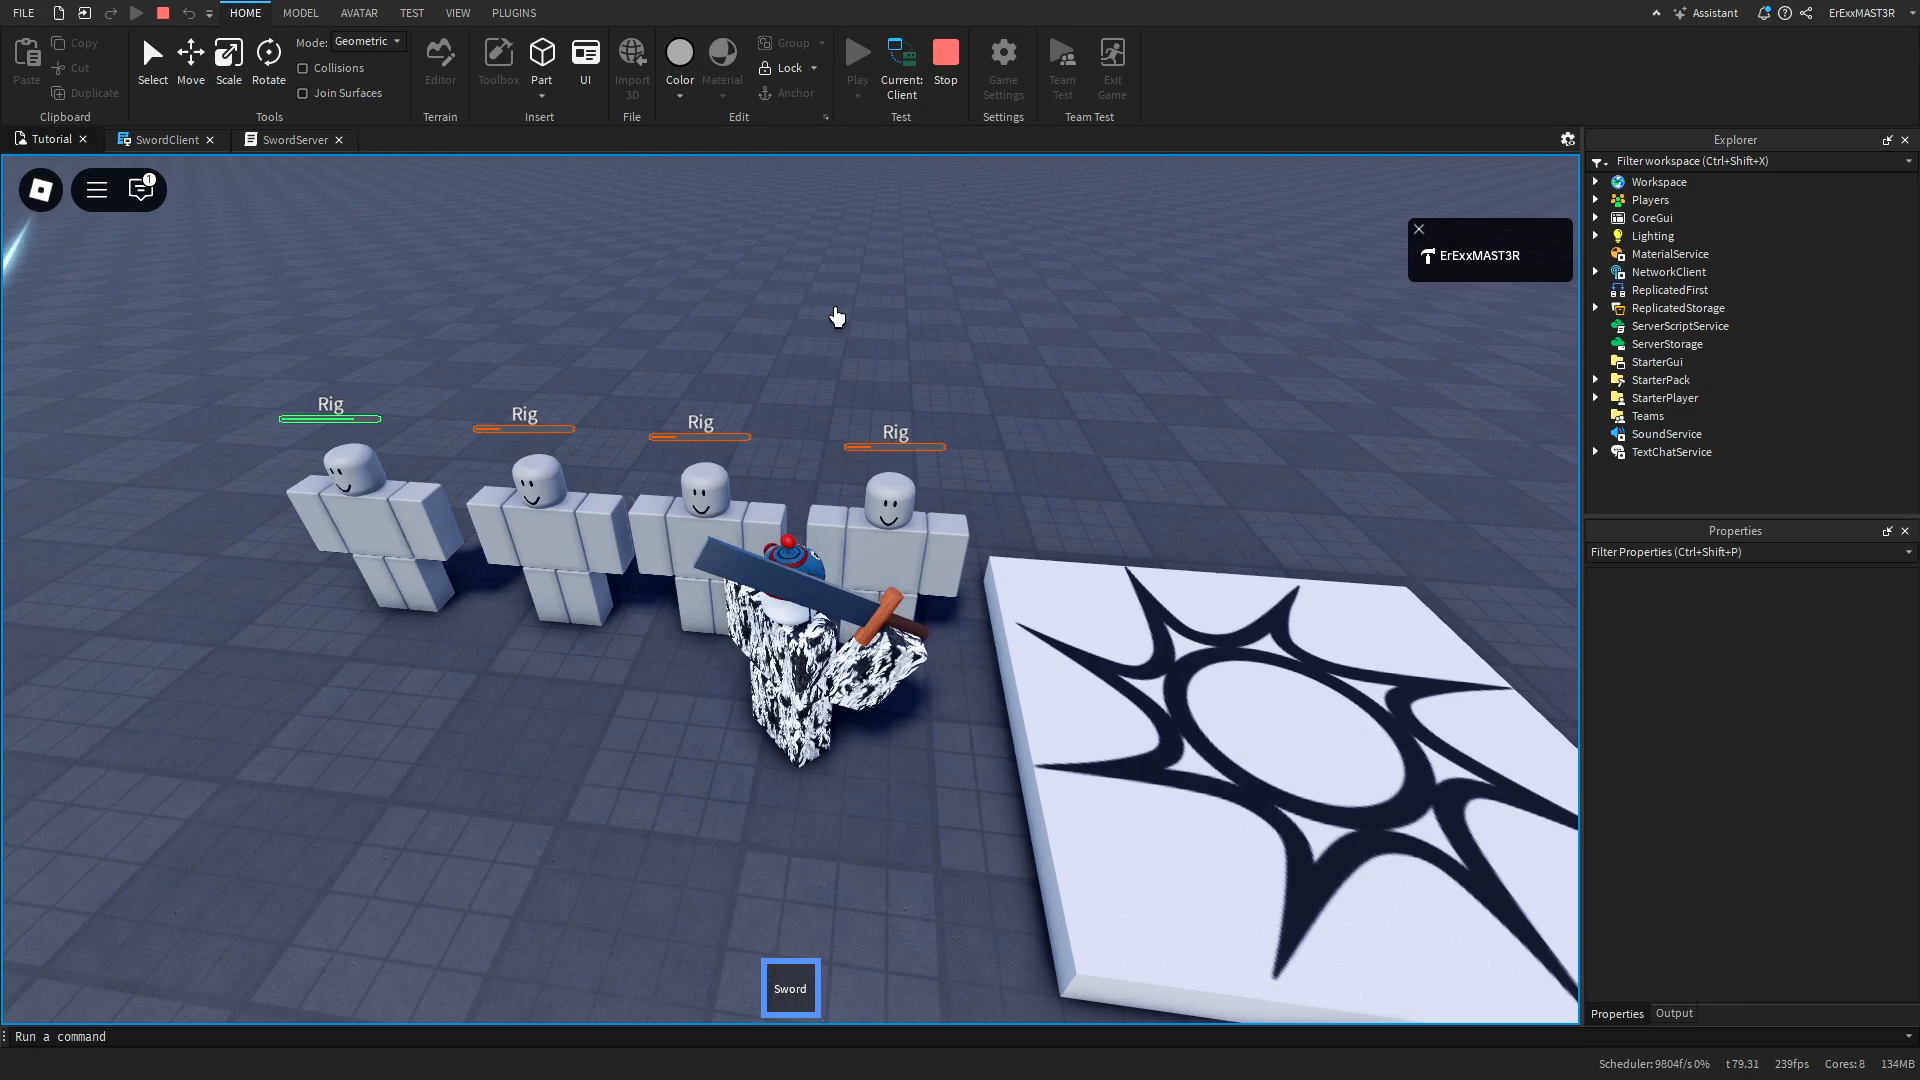 FILE HOME MODEL AVATAR TEST VIEW PLUGINS Assistant ErExxMAST3R
Paste Copy Cut Duplicate
Clipboard
Select Move Scale Rotate
Mode: Geometric
Collisions
Join Surfaces
Tools
Editor
Terrain
Toolbox Part UI
Insert
Import 3D
File
Color Material
Group
Lock
Anchor
Edit
Play Current: Client Stop
Test
Game Settings
Settings
Team Test Exit Game
Team Test
Tutorial SwordClient SwordServer
1
ErExxMAST3R
Rig
Rig
Rig
Rig
Sword
Explorer
Filter workspace (Ctrl+Shift+X)
Workspace
Players
CoreGui
Lighting
MaterialService
NetworkClient
ReplicatedFirst
ReplicatedStorage
ServerScriptService
ServerStorage
StarterGui
StarterPack
StarterPlayer
Teams
SoundService
TextChatService
Properties
Filter Properties (Ctrl+Shift+P)
Properties Output
Run a command
Scheduler: 9804f/s 0% t 79.31 239fps Cores: 8 134MB